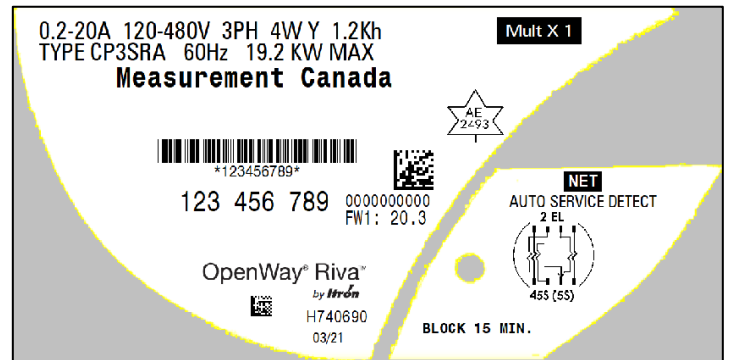 0.2-20A 120-480V 3PH 4W Y 1.2Kh
TYPE CP3SRA 60Hz 19.2 KW MAX
Measurement Canada
Mult X 1
AE
2493
*123456789*
123 456 789
0000000000
FW1: 20.3
NET
AUTO SERVICE DETECT
2 EL
45S (5S)
OpenWay® Riva™
by Itrón
H740690
03/21
BLOCK 15 MIN.